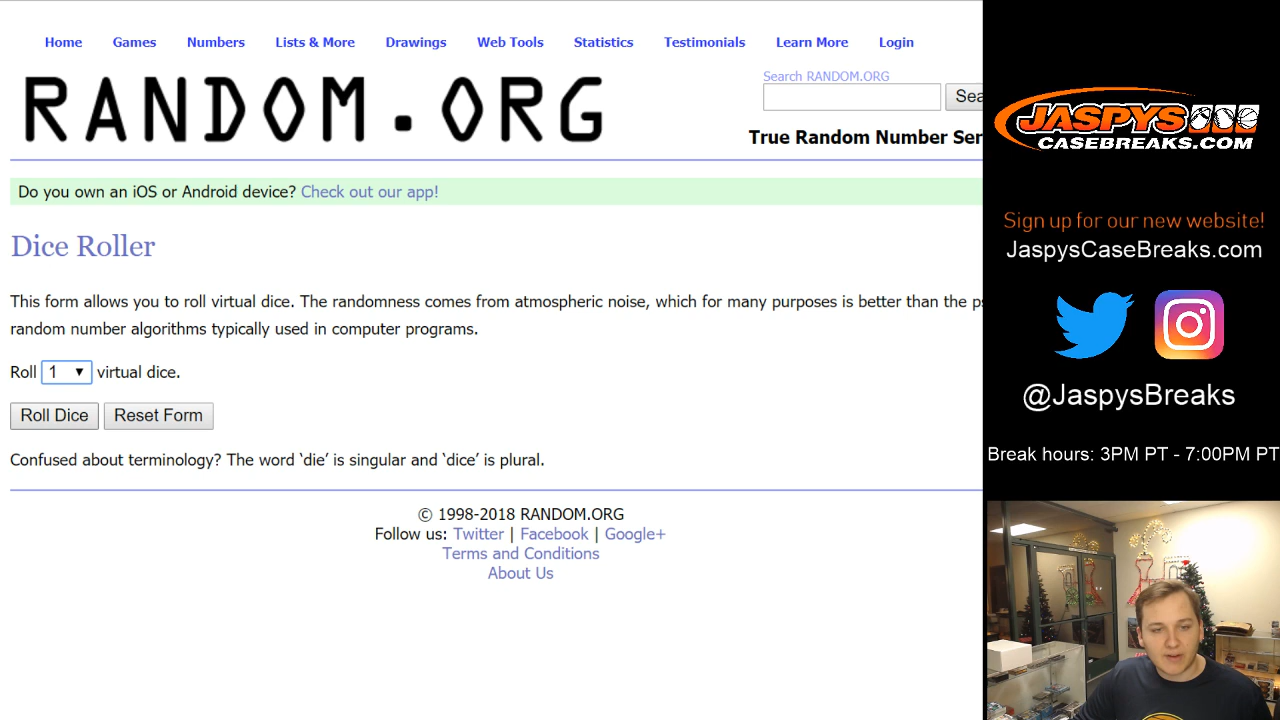 Home Games Numbers Lists & More Drawings Web Tools Statistics Testimonials Learn More Login
RANDOM.ORG
Search RANDOM.ORG
Sea
True Random Number Ser
Do you own an iOS or Android device? Check out our app!
Dice Roller
This form allows you to roll virtual dice. The randomness comes from atmospheric noise, which for many purposes is better than the ps
random number algorithms typically used in computer programs.
Roll 1 virtual dice.
Roll Dice Reset Form
Confused about terminology? The word ‘die’ is singular and ‘dice’ is plural.
© 1998-2018 RANDOM.ORG
Follow us: Twitter | Facebook | Google+
Terms and Conditions
About Us
JASPYS
CASEBREAKS.COM
Sign up for our new website!
JaspysCaseBreaks.com
@JaspysBreaks
Break hours: 3PM PT - 7:00PM PT